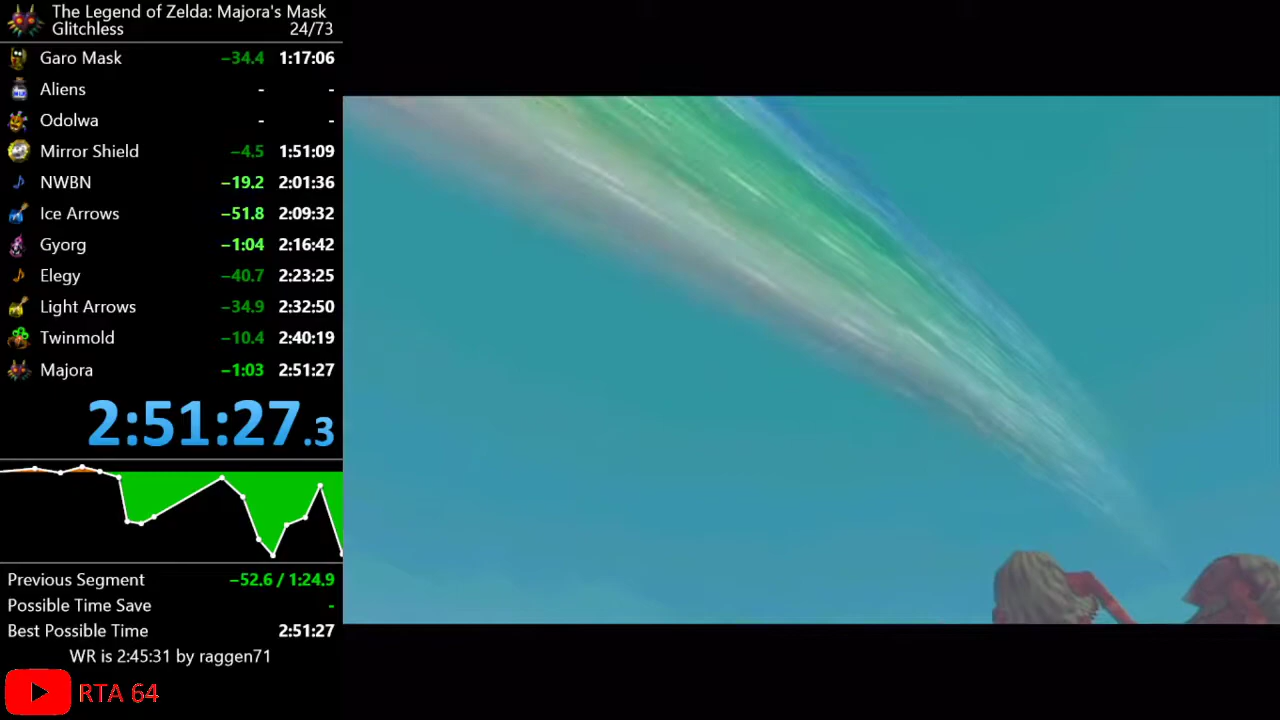 The Legend of Zelda: Majora's Mask
Glitchless 24/73
Garo Mask −34.4 1:17:06
Aliens - -
Odolwa - -
Mirror Shield −4.5 1:51:09
NWBN −19.2 2:01:36
Ice Arrows −51.8 2:09:32
Gyorg −1:04 2:16:42
Elegy −40.7 2:23:25
Light Arrows −34.9 2:32:50
Twinmold −10.4 2:40:19
Majora −1:03 2:51:27
2:51:27.3
Previous Segment −52.6 / 1:24.9
Possible Time Save -
Best Possible Time 2:51:27
WR is 2:45:31 by raggen71
RTA 64